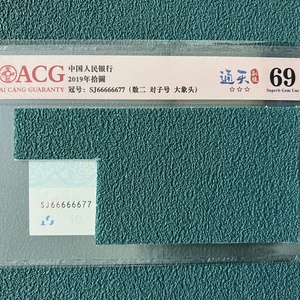 ACG
AI CANG GUARANTY
中国人民银行
2019年拾圆
冠号：SJ66666677（数二 对子号 大象头）
通天
☆☆☆
69
Superb Gem Unc
SJ66666677